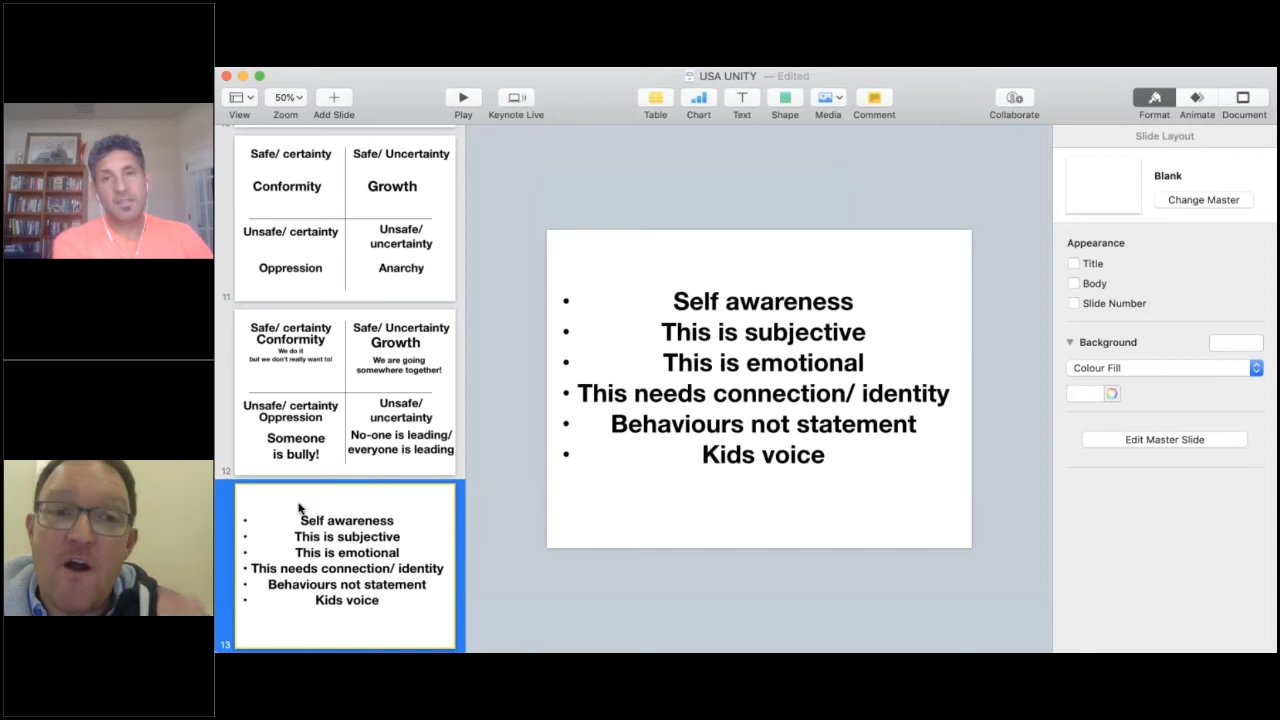 USA UNITY — Edited
50%
View
Zoom
Add Slide
Play
Keynote Live
Table
Chart
Text
Shape
Media
Comment
Collaborate
Format
Animate
Document
Safe/ certainty
Conformity
Safe/ Uncertainty
Growth
Unsafe/ certainty
Oppression
Unsafe/
uncertainty
Anarchy
11
Safe/ certainty
Conformity
We do it
but we don't really want to!
Safe/ Uncertainty
Growth
We are going
somewhere together!
Unsafe/ certainty
Oppression
Someone
is bully!
Unsafe/
uncertainty
No-one is leading/
everyone is leading
12
• Self awareness
• This is subjective
• This is emotional
• This needs connection/ identity
• Behaviours not statement
• Kids voice
13
• Self awareness
• This is subjective
• This is emotional
• This needs connection/ identity
• Behaviours not statement
• Kids voice
Slide Layout
Blank
Change Master
Appearance
Title
Body
Slide Number
Background
Colour Fill
Edit Master Slide